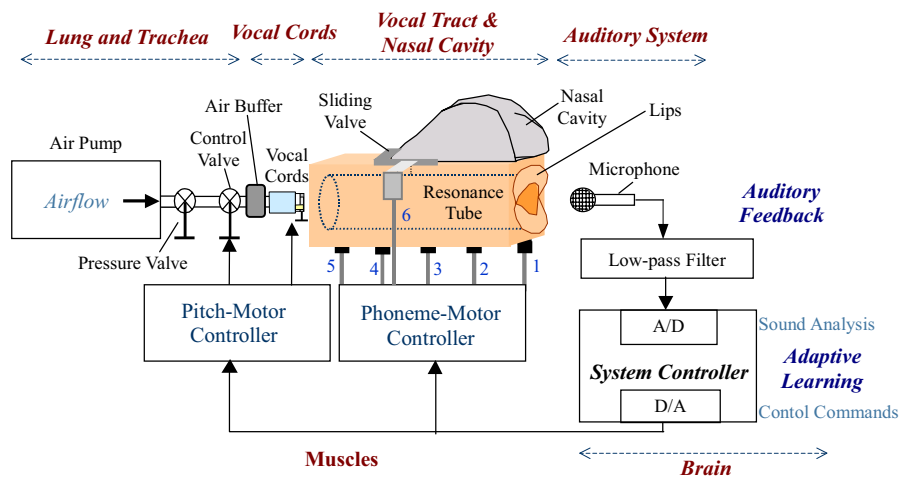 Lung and Trachea
Vocal Cords
Vocal Tract &
Nasal Cavity
Auditory System
Air Pump
Airflow
Pressure Valve
Control
Valve
Air Buffer
Vocal
Cords
Sliding
Valve
Nasal
Cavity
Lips
Resonance
Tube
Microphone
Auditory
Feedback
6
5
4
3
2
1
Low-pass Filter
Pitch-Motor
Controller
Phoneme-Motor
Controller
A/D
Sound Analysis
System Controller
Adaptive
Learning
D/A
Contol Commands
Muscles
Brain